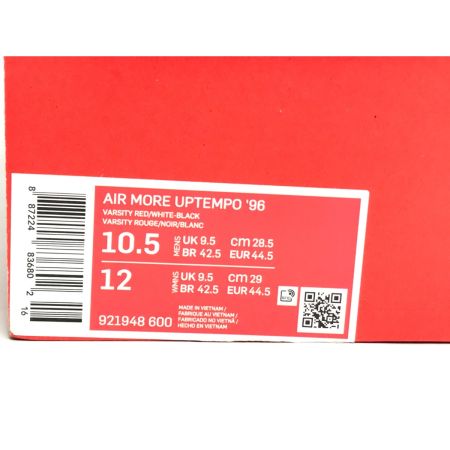 AIR MORE UPTEMPO '96
VARSITY RED/WHITE-BLACK
VARSITY ROUGE/NOIR/BLANC
10.5 MENS UK 9.5 CM 28.5
BR 42.5 EUR 44.5
12 WMNS UK 9.5 CM 29
BR 42.5 EUR 44.5
921948 600
MADE IN VIETNAM /
FABRIQUE AU VIETNAM /
FABRICADO NO VIETNÃ /
HECHO EN VIETNAM
8 87224 83680 2
16